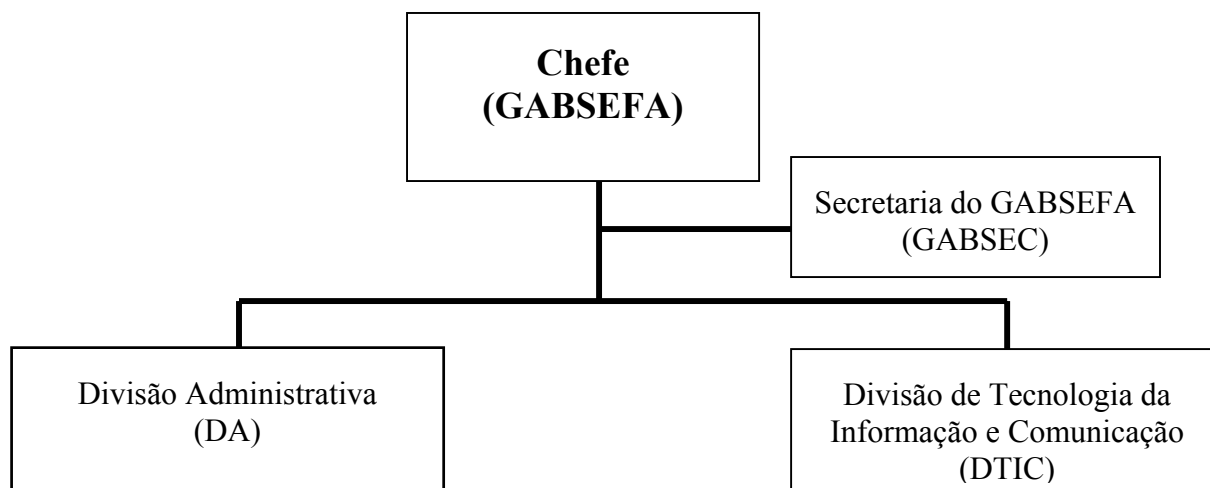 Chefe
(GABSEFA)
Secretaria do GABSEFA
(GABSEC)
Divisão Administrativa
(DA)
Divisão de Tecnologia da
Informação e Comunicação
(DTIC)